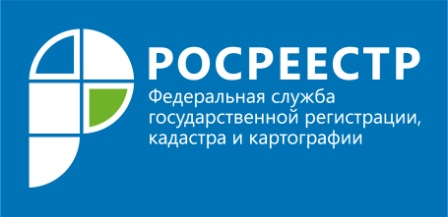 РОСРЕЕСТР
Федеральная служба
государственной регистрации,
кадастра и картографии